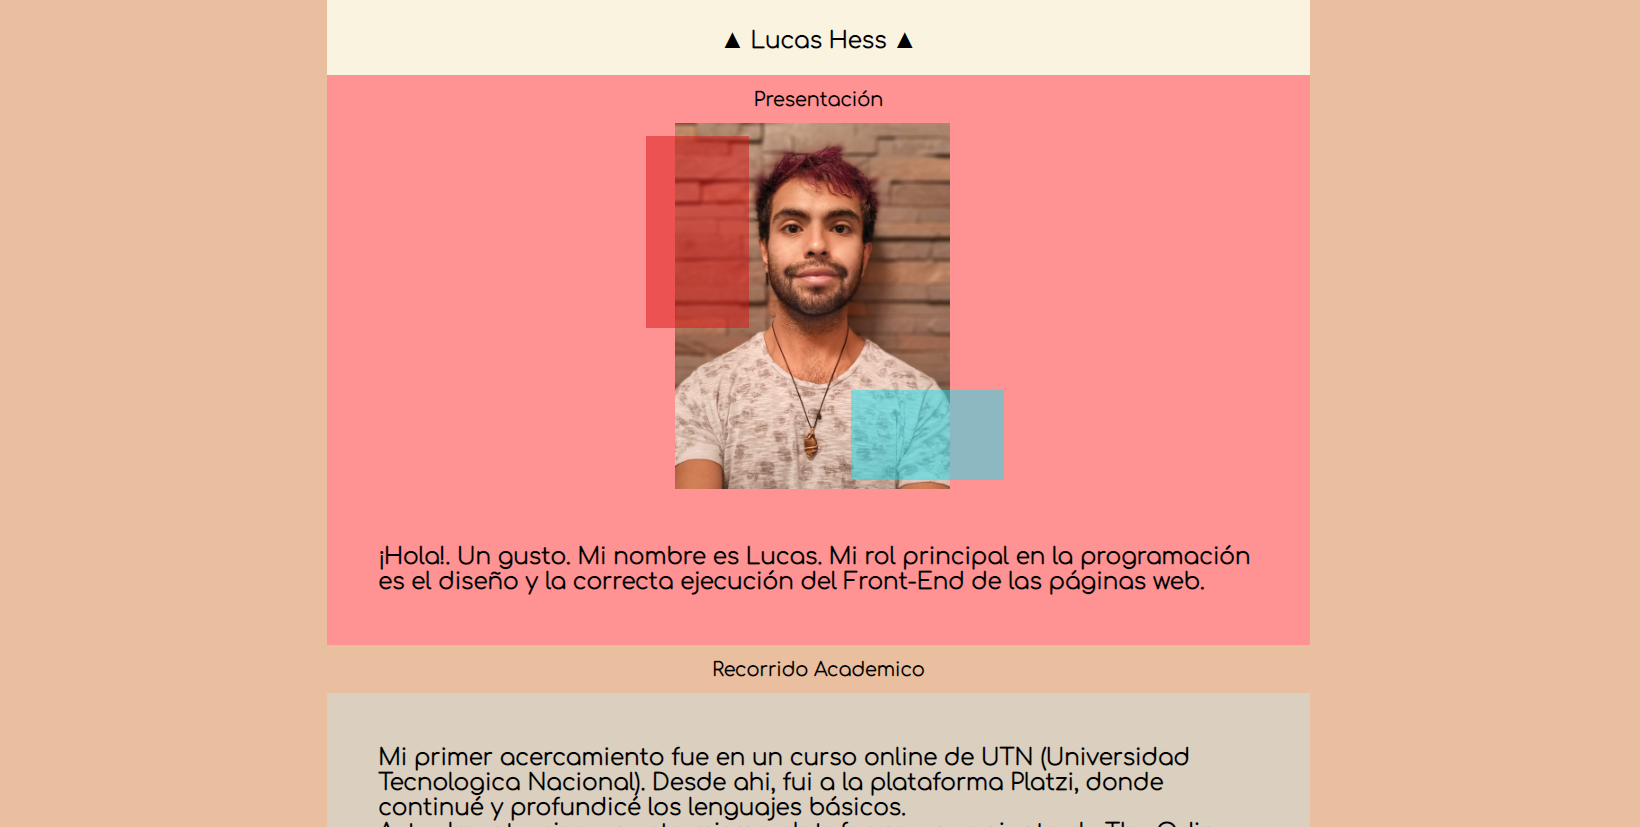 ▲ Lucas Hess ▲
Presentación
¡Hola!. Un gusto. Mi nombre es Lucas. Mi rol principal en la programación
es el diseño y la correcta ejecución del Front-End de las páginas web.
Recorrido Academico
Mi primer acercamiento fue en un curso online de UTN (Universidad
Tecnologica Nacional). Desde ahi, fui a la plataforma Platzi, donde
continué y profundicé los lenguajes básicos.